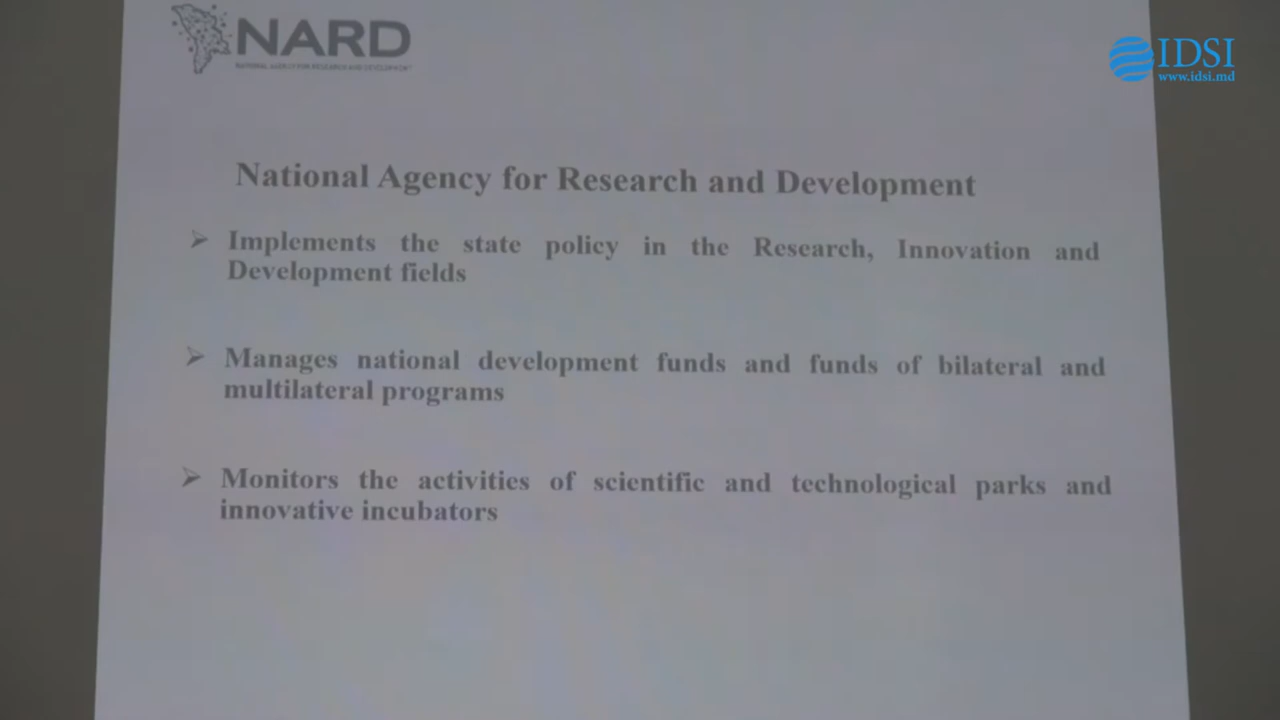 NARD
NATIONAL AGENCY FOR RESEARCH AND DEVELOPMENT
IDSI
www.idsi.md
National Agency for Research and Development
➢ Implements the state policy in the Research, Innovation and
Development fields
➢ Manages national development funds and funds of bilateral and
multilateral programs
➢ Monitors the activities of scientific and technological parks and
innovative incubators